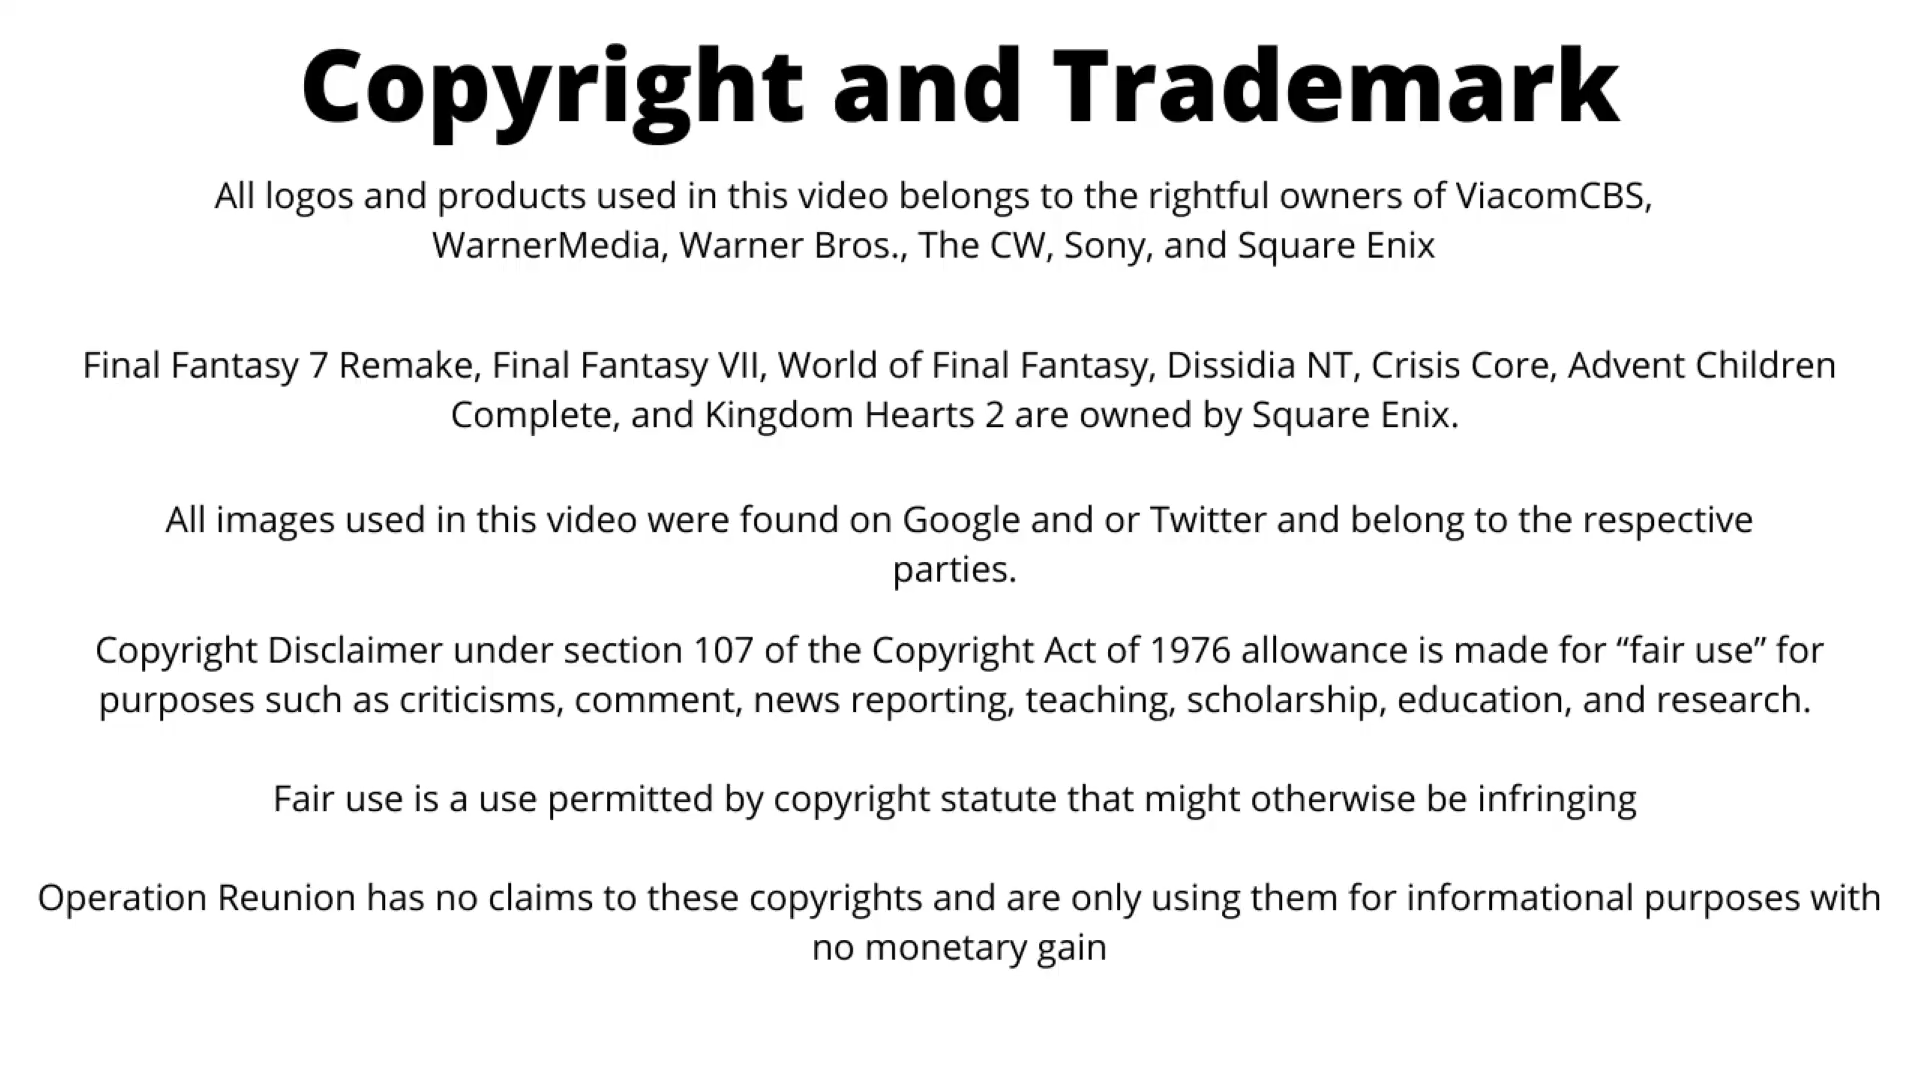 Copyright and Trademark
All logos and products used in this video belongs to the rightful owners of ViacomCBS,
WarnerMedia, Warner Bros., The CW, Sony, and Square Enix
Final Fantasy 7 Remake, Final Fantasy VII, World of Final Fantasy, Dissidia NT, Crisis Core, Advent Children
Complete, and Kingdom Hearts 2 are owned by Square Enix.
All images used in this video were found on Google and or Twitter and belong to the respective
parties.
Copyright Disclaimer under section 107 of the Copyright Act of 1976 allowance is made for “fair use” for
purposes such as criticisms, comment, news reporting, teaching, scholarship, education, and research.
Fair use is a use permitted by copyright statute that might otherwise be infringing
Operation Reunion has no claims to these copyrights and are only using them for informational purposes with
no monetary gain